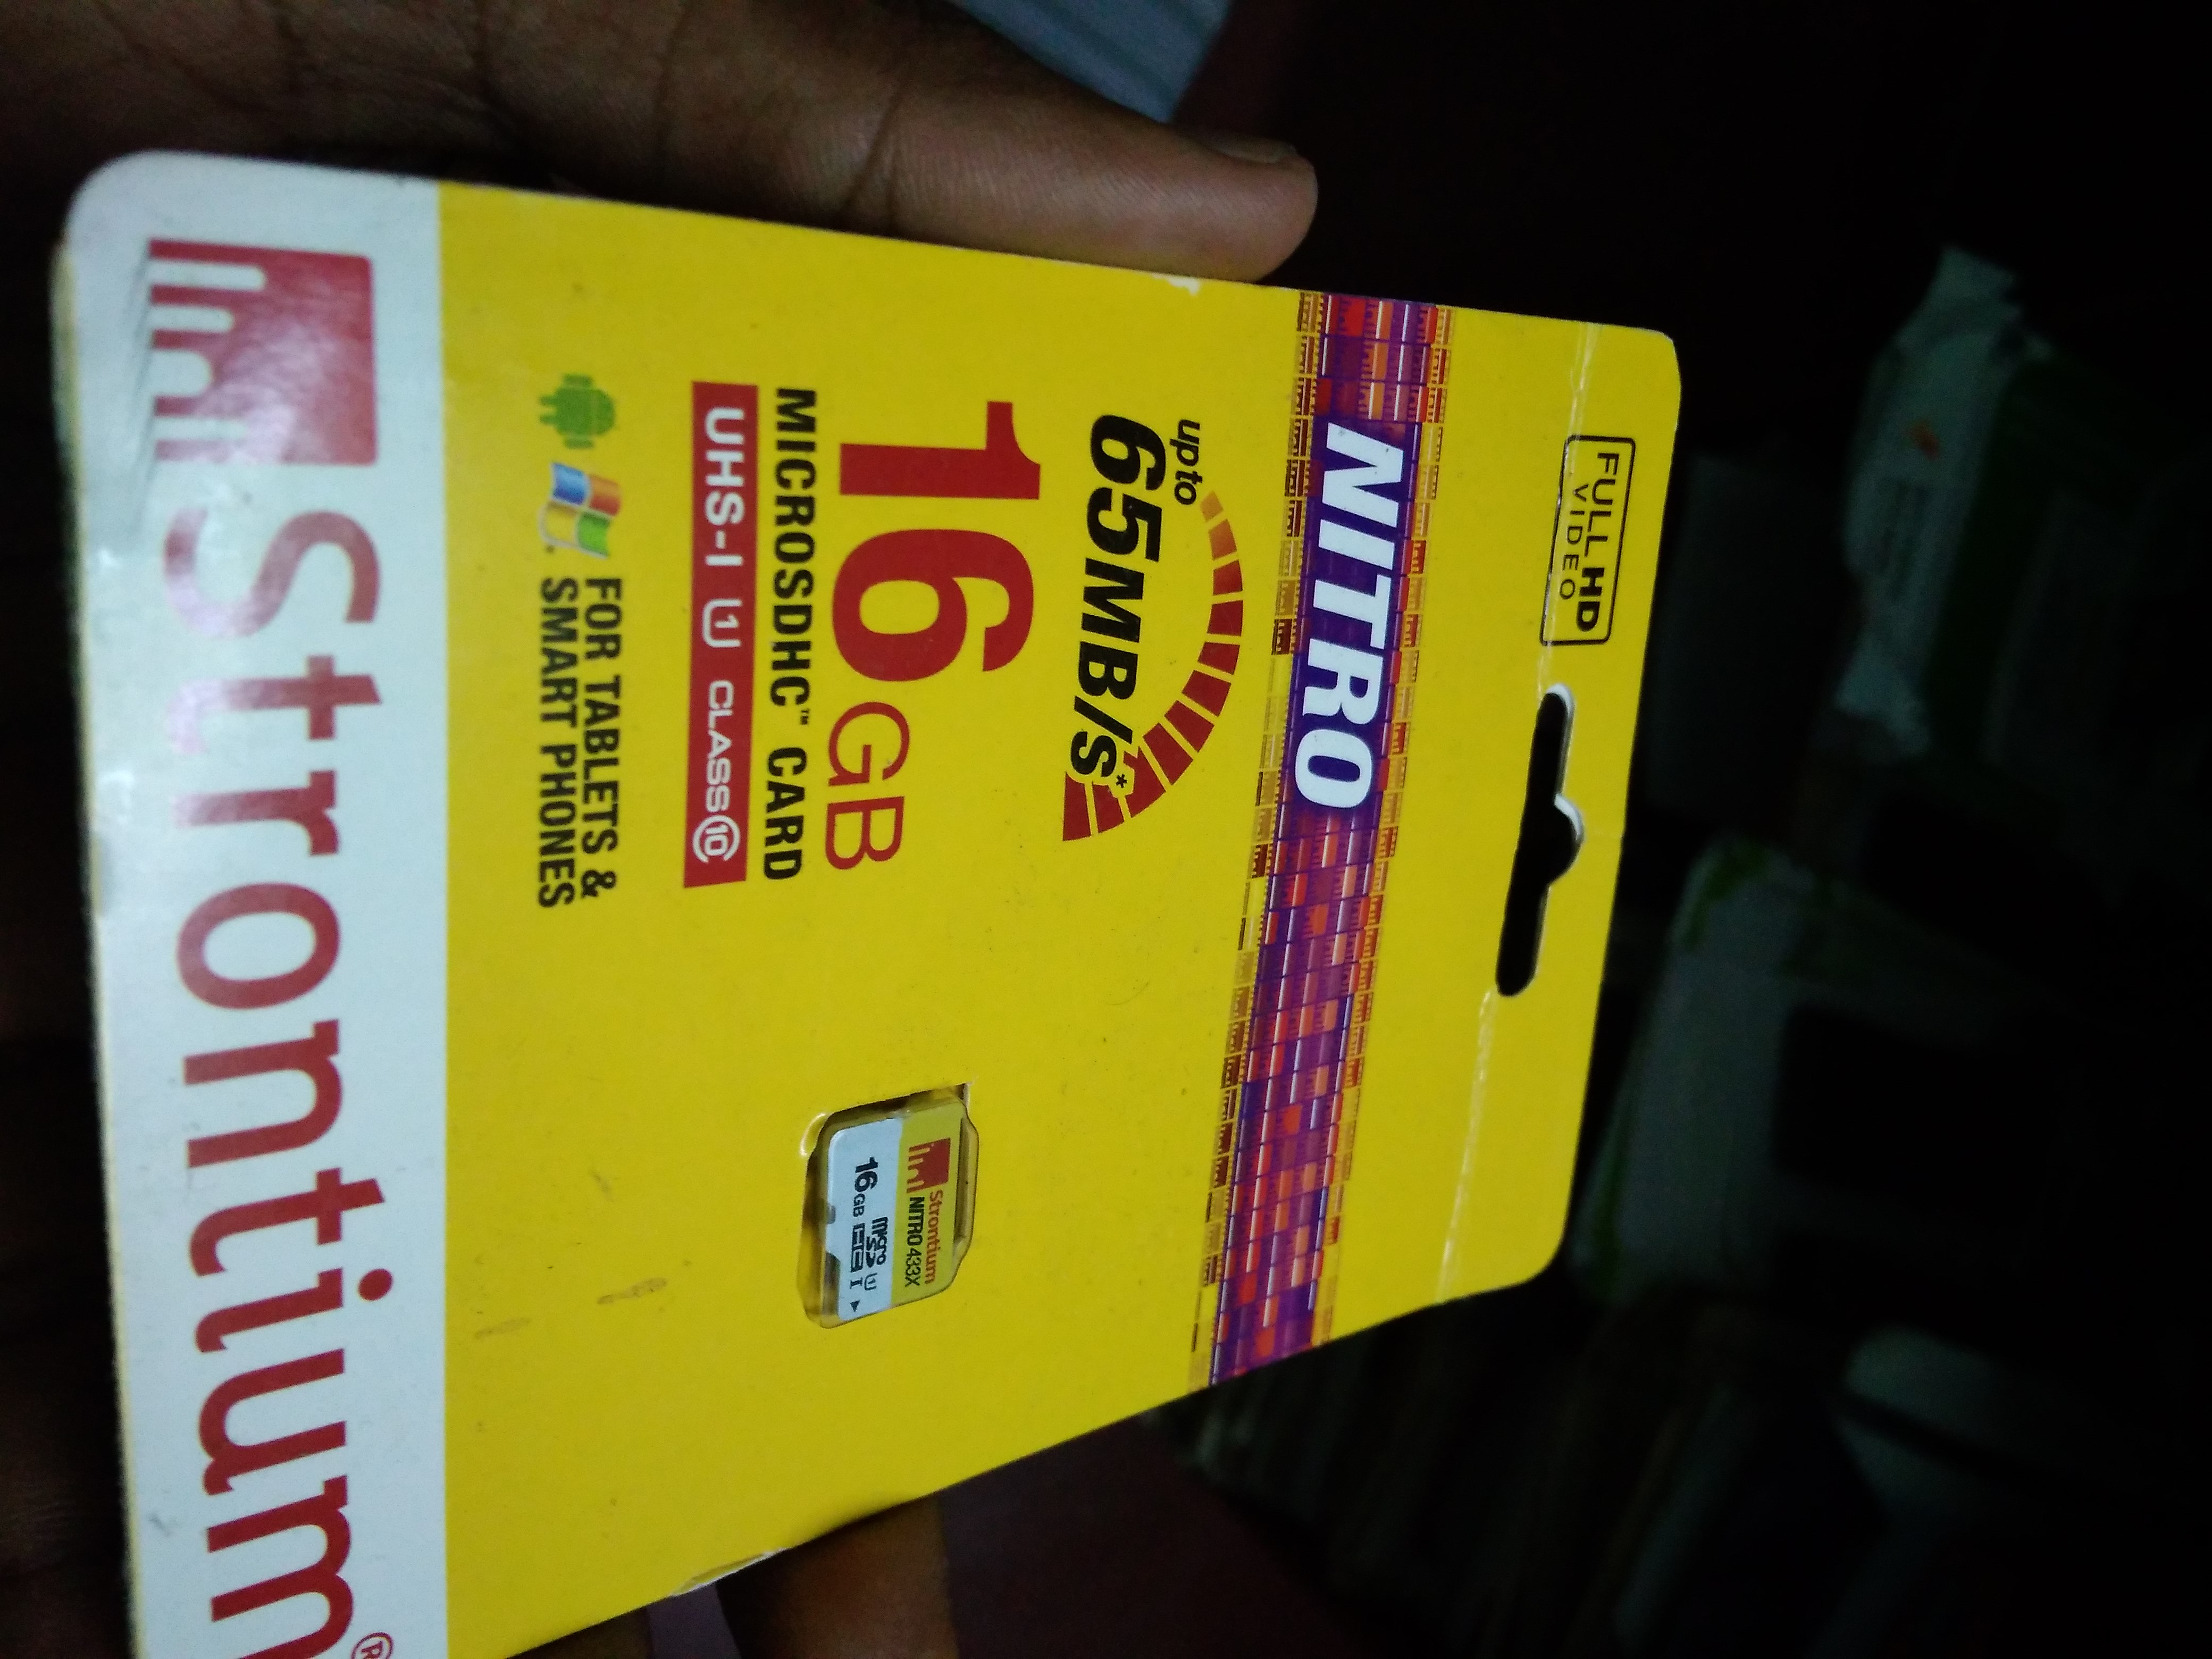 FULL HD
VIDEO
NITRO
up to
65MB/s*
16GB
MICROSDHC™ CARD
UHS-I U1 CLASS 10
FOR TABLETS &
SMART PHONES
Strontium
NITRO 433X
micro
SD U1
16GB HC I
Strontium®